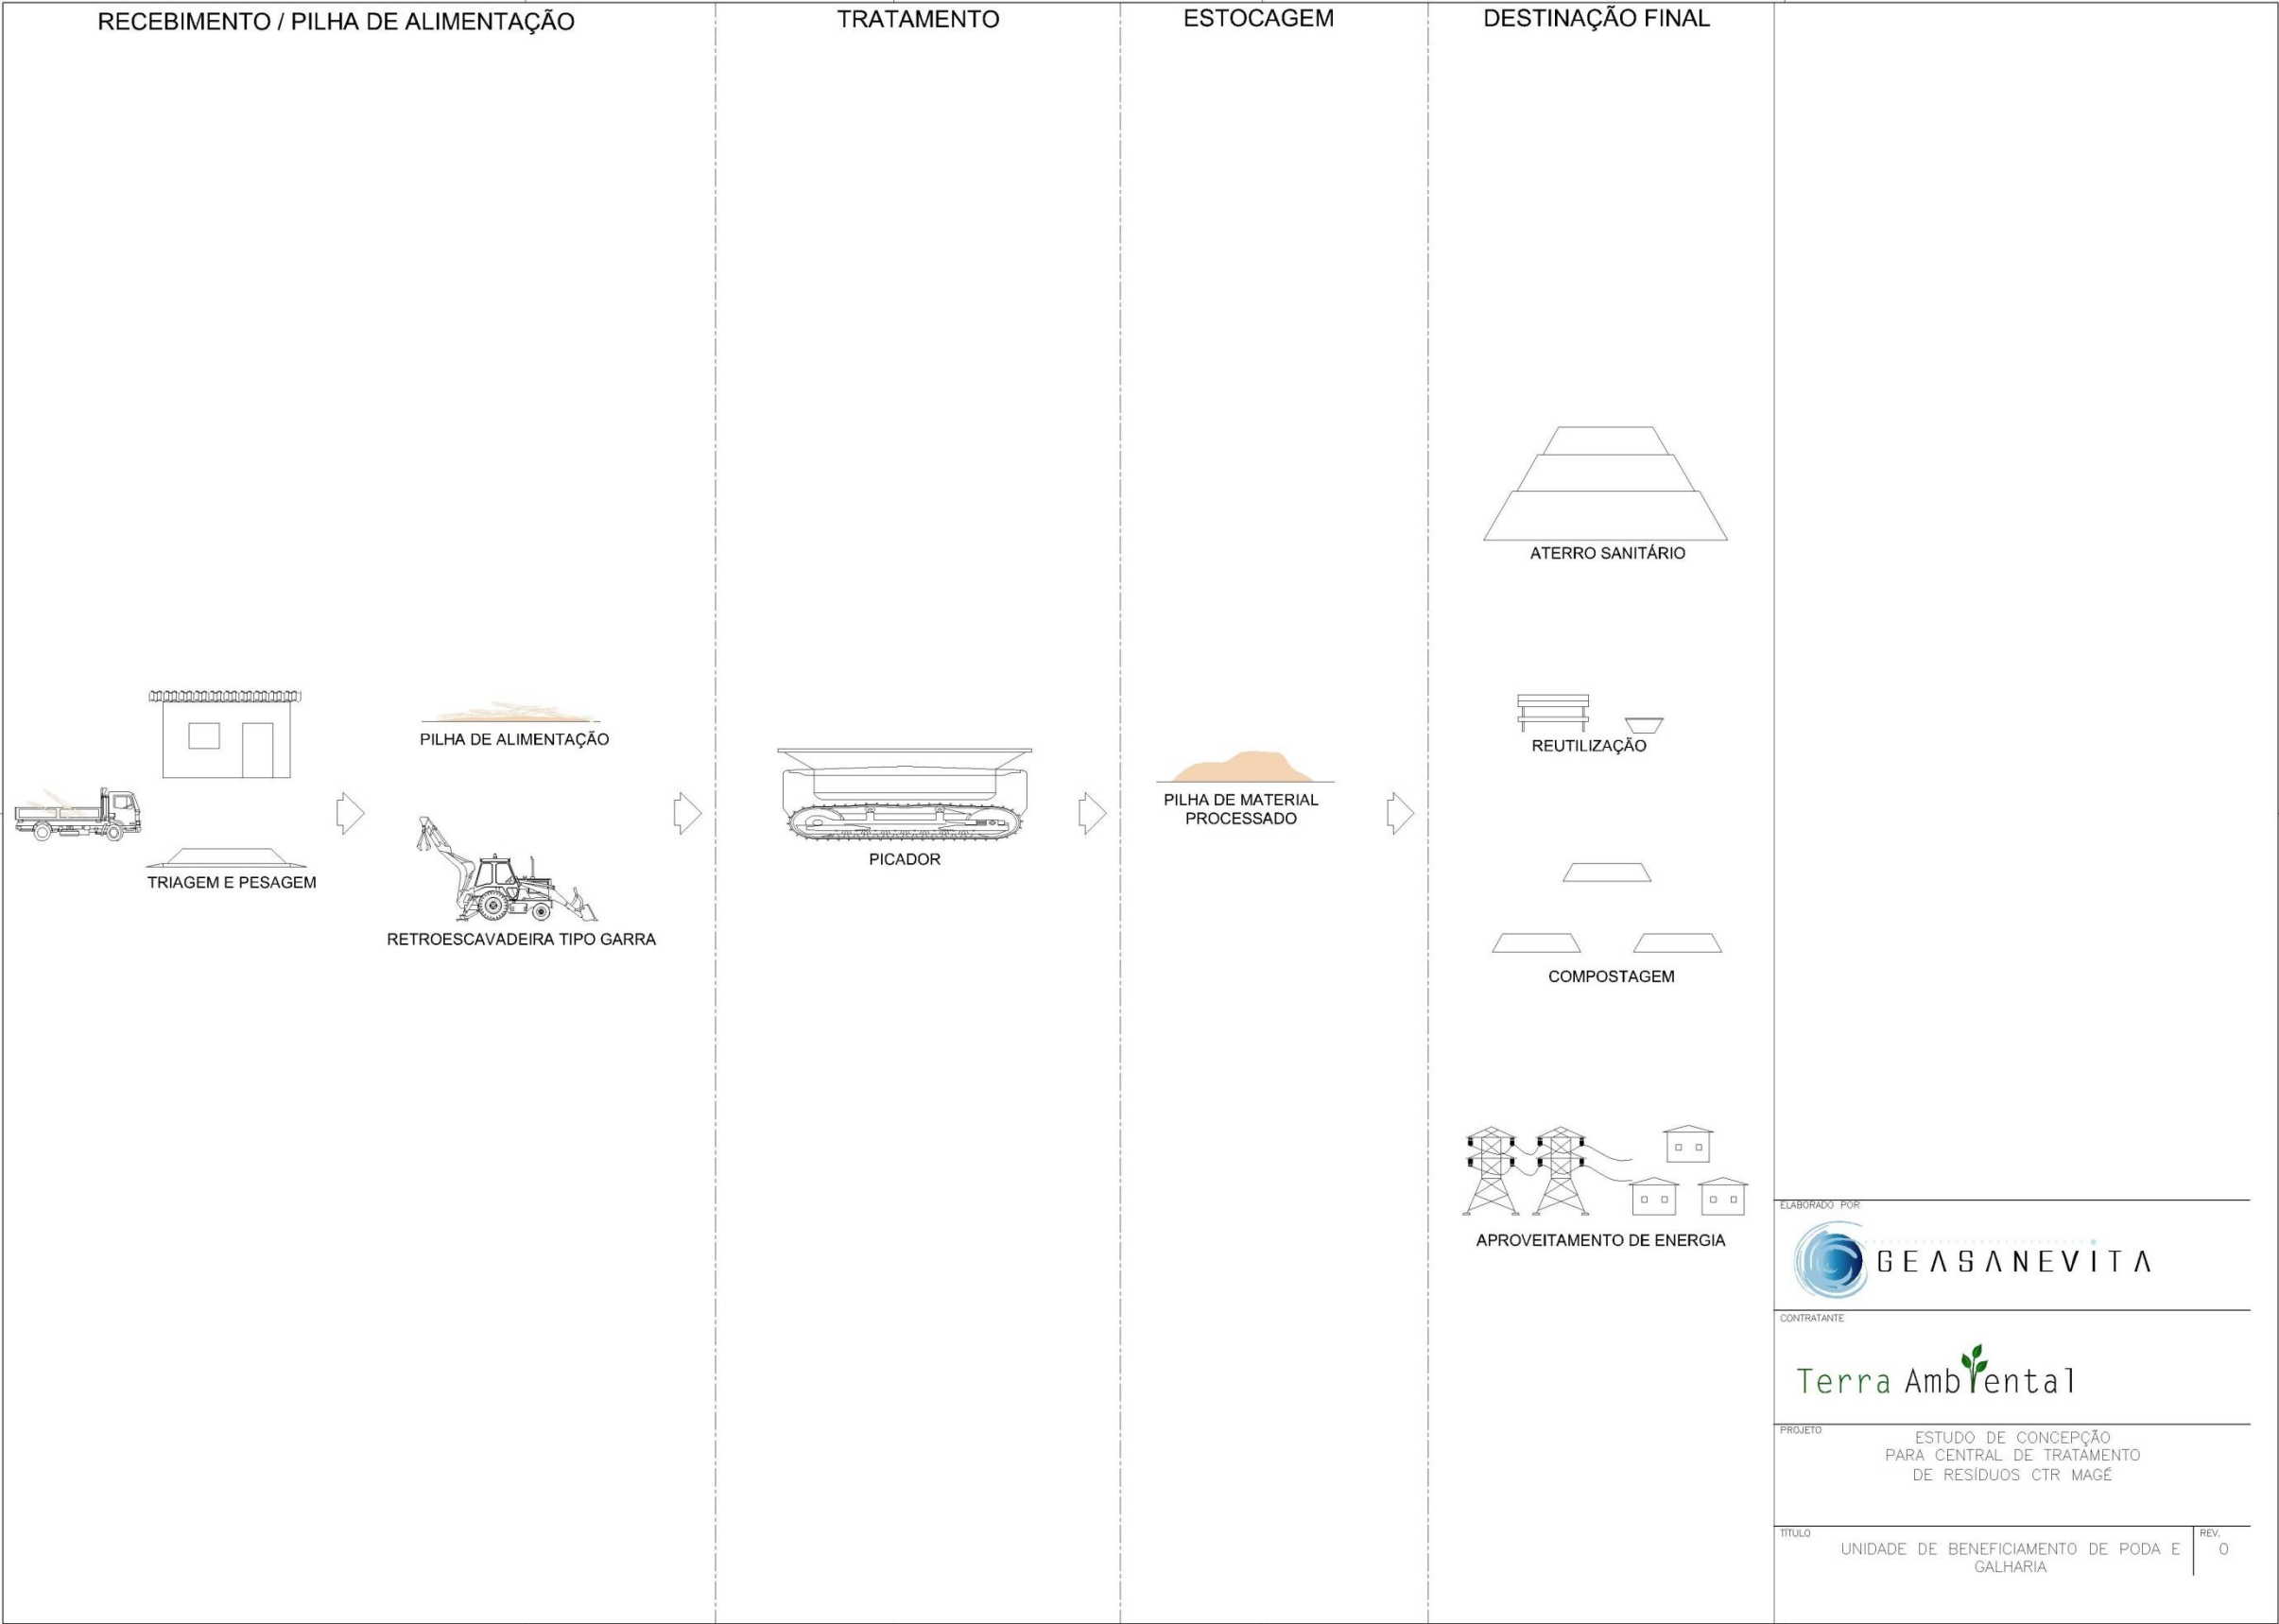 RECEBIMENTO / PILHA DE ALIMENTAÇÃO
TRATAMENTO
ESTOCAGEM
DESTINAÇÃO FINAL
TRIAGEM E PESAGEM
PILHA DE ALIMENTAÇÃO
RETROESCAVADEIRA TIPO GARRA
PICADOR
PILHA DE MATERIAL
PROCESSADO
ATERRO SANITÁRIO
REUTILIZAÇÃO
COMPOSTAGEM
APROVEITAMENTO DE ENERGIA
ELABORADO POR
GEASANEVITA
CONTRATANTE
Terra Ambiental
PROJETO
ESTUDO DE CONCEPÇÃO
PARA CENTRAL DE TRATAMENTO
DE RESÍDUOS CTR MAGÉ
TÍTULO
UNIDADE DE BENEFICIAMENTO DE PODA E
GALHARIA
REV.
0